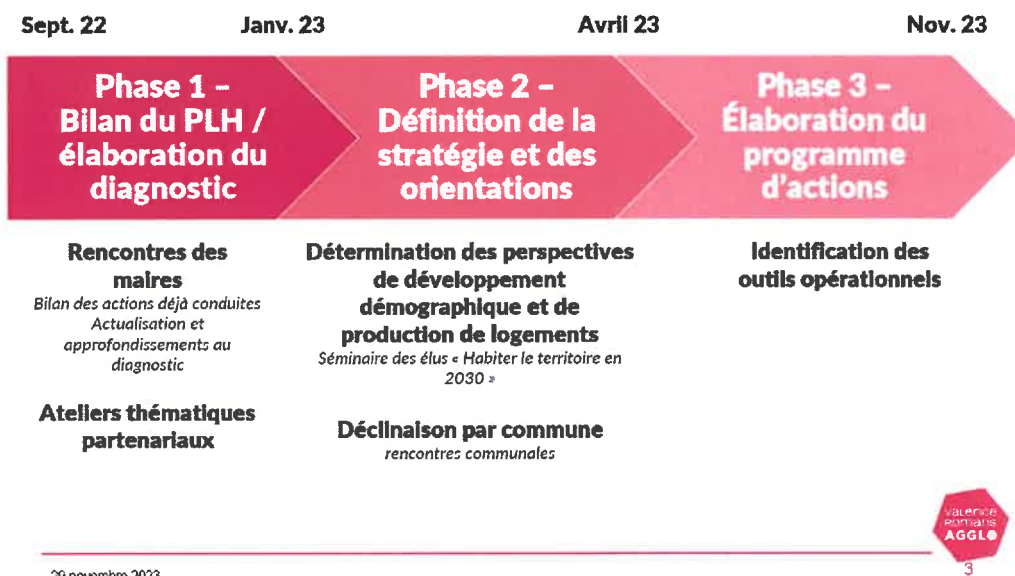 Sept. 22
Janv. 23
Avril 23
Nov. 23
Phase 1 –
Bilan du PLH /
élaboration du
diagnostic
Phase 2 –
Définition de la
stratégie et des
orientations
Phase 3 –
Élaboration du
programme
d'actions
Rencontres des
maires
Bilan des actions déjà conduites
Actualisation et
approfondissements au
diagnostic
Ateliers thématiques
partenariaux
Détermination des perspectives
de développement
démographique et de
production de logements
Séminaire des élus « Habiter le territoire en
2030 »
Déclinaison par commune
rencontres communales
Identification des
outils opérationnels
valence
Romans
AGGLO
29 novembre 2023
3